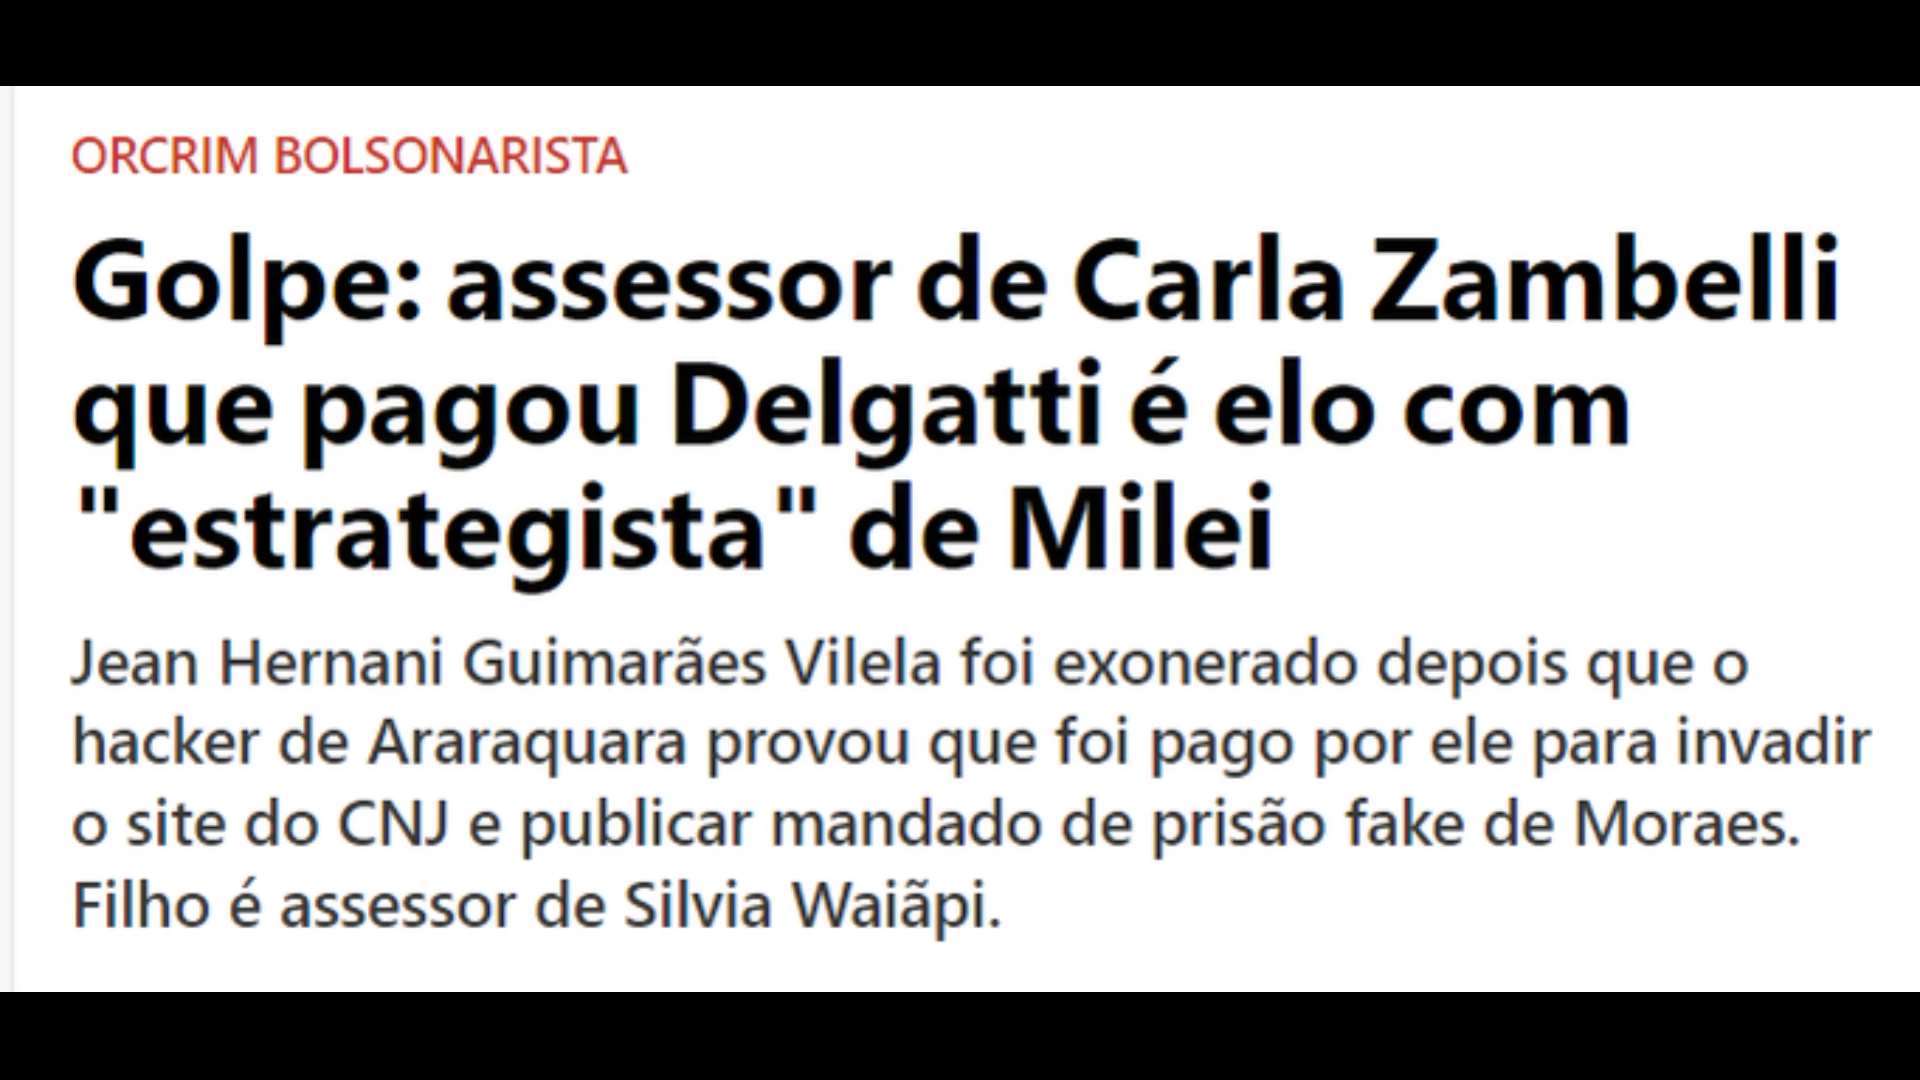 ORCRIM BOLSONARISTA
Golpe: assessor de Carla Zambelli
que pagou Delgatti é elo com
"estrategista" de Milei
Jean Hernani Guimarães Vilela foi exonerado depois que o
hacker de Araraquara provou que foi pago por ele para invadir
o site do CNJ e publicar mandado de prisão fake de Moraes.
Filho é assessor de Silvia Waiãpi.